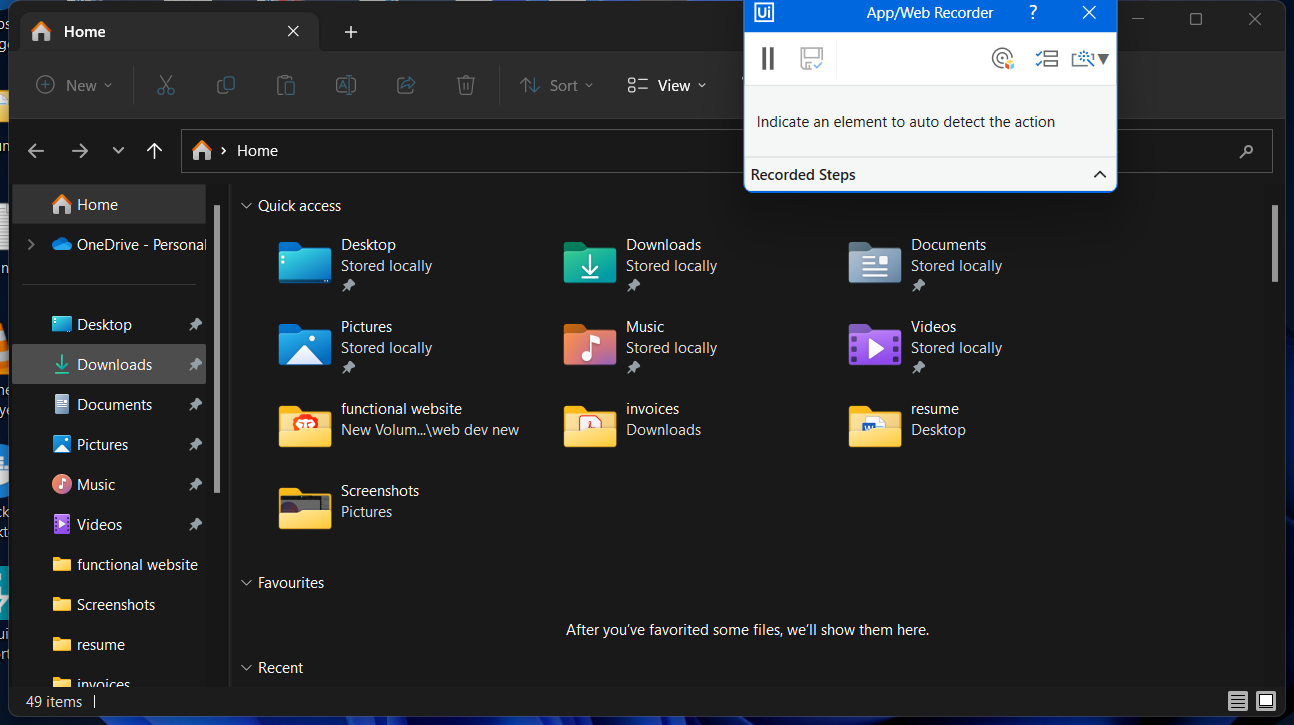 Home
Ui App/Web Recorder ?
New
Sort
View
Indicate an element to auto detect the action
Recorded Steps
Home
Home
OneDrive - Personal
Desktop
Downloads
Documents
Pictures
Music
Videos
functional website
Screenshots
resume
invoices
Quick access
Desktop
Stored locally
Downloads
Stored locally
Documents
Stored locally
Pictures
Stored locally
Music
Stored locally
Videos
Stored locally
functional website
New Volum...\web dev new
invoices
Downloads
resume
Desktop
Screenshots
Pictures
Favourites
After you've favorited some files, we'll show them here.
Recent
49 items